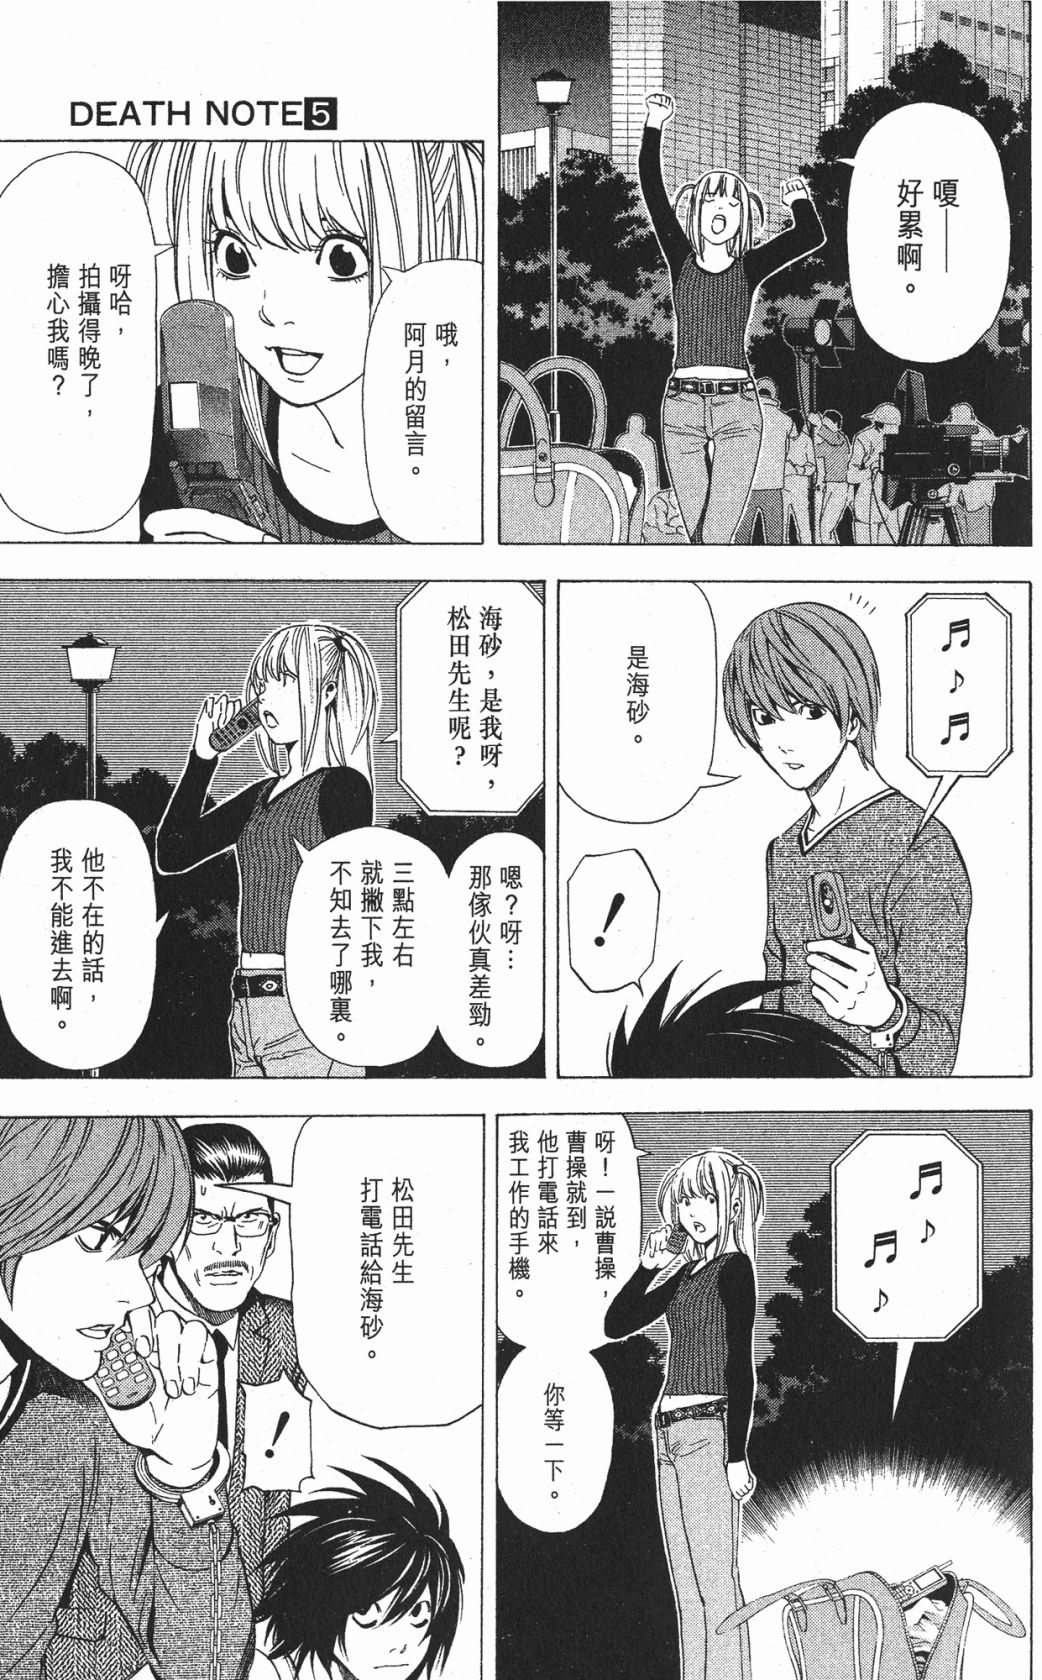 DEATH NOTE5
嗄——
好累啊。
哦，
阿月的留言。
呀哈，
拍攝得晚了，
擔心我嗎？
是海砂。
！
海砂，是我呀，
松田先生呢？
嗯？呀…
那傢伙真差勁。
三點左右
就撇下我，
不知去了哪裏。
他不在的話，
我不能進去啊。
呀！一説曹操，
曹操就到，
他打電話來
我工作的手機。
你等一下。
松田先生
打電話給海砂。
！